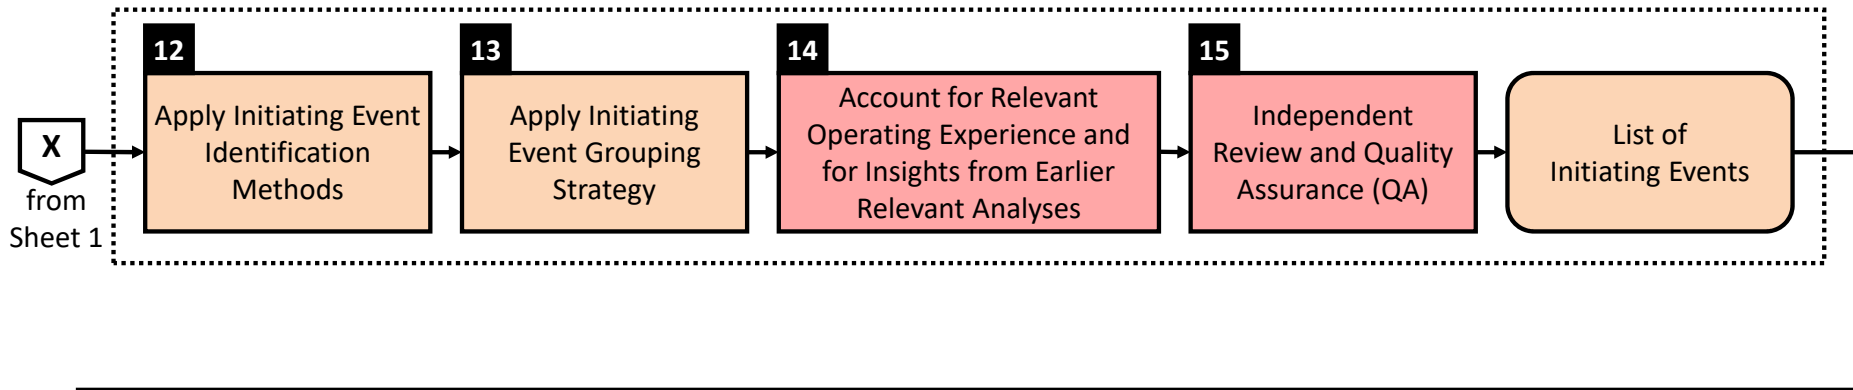 12
13
14
15
X
from
Sheet 1
Apply Initiating Event
Identification
Methods
Apply Initiating
Event Grouping
Strategy
Account for Relevant
Operating Experience and
for Insights from Earlier
Relevant Analyses
Independent
Review and Quality
Assurance (QA)
List of
Initiating Events